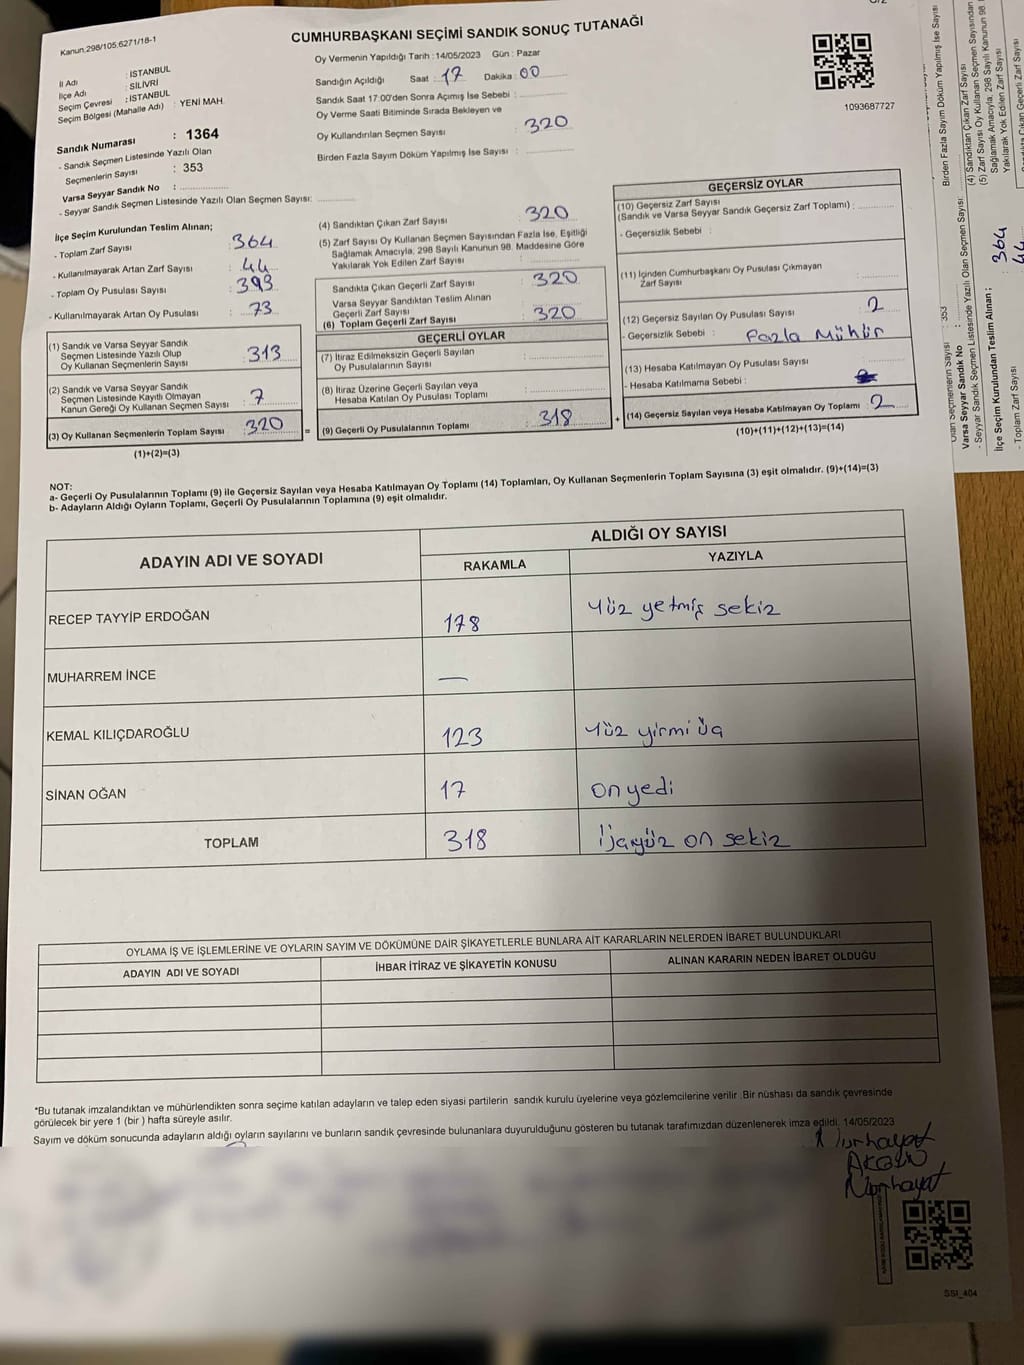 Kanun.298/105.6271/18-1
CUMHURBAŞKANI SEÇİMİ SANDIK SONUÇ TUTANAĞI
İl Adı : İSTANBUL
İlçe Adı : SİLİVRİ
Seçim Çevresi : İSTANBUL
Seçim Bölgesi (Mahalle Adı) : YENİ MAH.
Oy Vermenin Yapıldığı Tarih :14/05/2023 Gün : Pazar
Sandığın Açıldığı Saat : 17 Dakika : 00
Sandık Saat 17:00'den Sonra Açımış İse Sebebi :
Oy Verme Saati Bitiminde Sırada Bekleyen ve
Oy Kullandırılan Seçmen Sayısı : 320
Birden Fazla Sayım Döküm Yapılmış İse Sayısı :
1093687727
Sandık Numarası : 1364
- Sandık Seçmen Listesinde Yazılı Olan
Seçmenlerin Sayısı : 353
Varsa Seyyar Sandık No :
- Seyyar Sandık Seçmen Listesinde Yazılı Olan Seçmen Sayısı:
İlçe Seçim Kurulundan Teslim Alınan;
- Toplam Zarf Sayısı : 364
- Kullanılmayarak Artan Zarf Sayısı : 44
- Toplam Oy Pusulası Sayısı : 393
- Kullanılmayarak Artan Oy Pusulası : 73
(1) Sandık ve Varsa Seyyar Sandık
Seçmen Listesinde Yazılı Olup
Oy Kullanan Seçmenlerin Sayısı : 313
(2) Sandık ve Varsa Seyyar Sandık
Seçmen Listesinde Kayıtlı Olmayan
Kanun Gereği Oy Kullanan Seçmen Sayısı : 7
(3) Oy Kullanan Seçmenlerin Toplam Sayısı : 320 =
(1)+(2)=(3)
(4) Sandıktan Çıkan Zarf Sayısı : 320
(5) Zarf Sayısı Oy Kullanan Seçmen Sayısından Fazla İse, Eşitliği
Sağlamak Amacıyla, 298 Sayılı Kanunun 98. Maddesine Göre
Yakılarak Yok Edilen Zarf Sayısı :
Sandıkta Çıkan Geçerli Zarf Sayısı : 320
Varsa Seyyar Sandıktan Teslim Alınan
Geçerli Zarf Sayısı
(6) Toplam Geçerli Zarf Sayısı : 320
GEÇERLİ OYLAR
(7) İtiraz Edilmeksizin Geçerli Sayılan
Oy Pusulalarının Sayısı :
(8) İtiraz Üzerine Geçerli Sayılan veya
Hesaba Katılan Oy Pusulası Toplamı :
(9) Geçerli Oy Pusulalarının Toplamı : 318 +
GEÇERSİZ OYLAR
(10) Geçersiz Zarf Sayısı
(Sandık ve Varsa Seyyar Sandık Geçersiz Zarf Toplamı) :
- Geçersizlik Sebebi :
(11) İçinden Cumhurbaşkanı Oy Pusulası Çıkmayan
Zarf Sayısı :
(12) Geçersiz Sayılan Oy Pusulası Sayısı : 2
- Geçersizlik Sebebi : Fazla Mühür
(13) Hesaba Katılmayan Oy Pusulası Sayısı :
- Hesaba Katılmama Sebebi :
(14) Geçersiz Sayılan veya Hesaba Katılmayan Oy Toplamı : 2
(10)+(11)+(12)+(13)=(14)
NOT:
a- Geçerli Oy Pusulalarının Toplamı (9) ile Geçersiz Sayılan veya Hesaba Katılmayan Oy Toplamı (14) Toplamları, Oy Kullanan Seçmenlerin Toplam Sayısına (3) eşit olmalıdır. (9)+(14)=(3)
b- Adayların Aldığı Oyların Toplamı, Geçerli Oy Pusulalarının Toplamına (9) eşit olmalıdır.
ADAYIN ADI VE SOYADI
ALDIĞI OY SAYISI
RAKAMLA YAZIYLA
RECEP TAYYİP ERDOĞAN 178 Yüz yetmiş sekiz
MUHARREM İNCE —
KEMAL KILIÇDAROĞLU 123 Yüz yirmi üç
SİNAN OĞAN 17 on yedi
TOPLAM 318 üçyüz on sekiz
OYLAMA İŞ VE İŞLEMLERİNE VE OYLARIN SAYIM VE DÖKÜMÜNE DAİR ŞİKAYETLERLE BUNLARA AİT KARARLARIN NELERDEN İBARET BULUNDUKLARI
ADAYIN ADI VE SOYADI İHBAR İTİRAZ VE ŞİKAYETİN KONUSU ALINAN KARARIN NEDEN İBARET OLDUĞU
*Bu tutanak imzalandıktan ve mühürlendikten sonra seçime katılan adayların ve talep eden siyasi partilerin sandık kurulu üyelerine veya gözlemcilerine verilir .Bir nüshası da sandık çevresinde
görülecek bir yere 1 (bir ) hafta süreyle asılır.
Sayım ve döküm sonucunda adayların aldığı oyların sayılarını ve bunların sandık çevresinde bulunanlara duyurulduğunu gösteren bu tutanak tarafımızdan düzenlenerek imza edildi. 14/05/2023
Nurhayat
AKGÜN
Nurhayat
SSI_404
Birden Fazla Sayım Döküm Yapılmış İse Sayısı
(4) Sandıktan Çıkan Zarf Sayısı
(5) Zarf Sayısı Oy Kullanan Seçmen Sayısından
Sağlamak Amacıyla, 298 Sayılı Kanunun 98.
Yakılarak Yok Edilen Zarf Sayısı
Çıkan Geçerli Zarf Sayısı
Seçmenlerin Sayısı : 353
Varsa Seyyar Sandık No :
- Seyyar Sandık Seçmen Listesinde Yazılı Olan Seçmen Sayısı:
İlçe Seçim Kurulundan Teslim Alınan ;
- Toplam Zarf Sayısı : 364
44